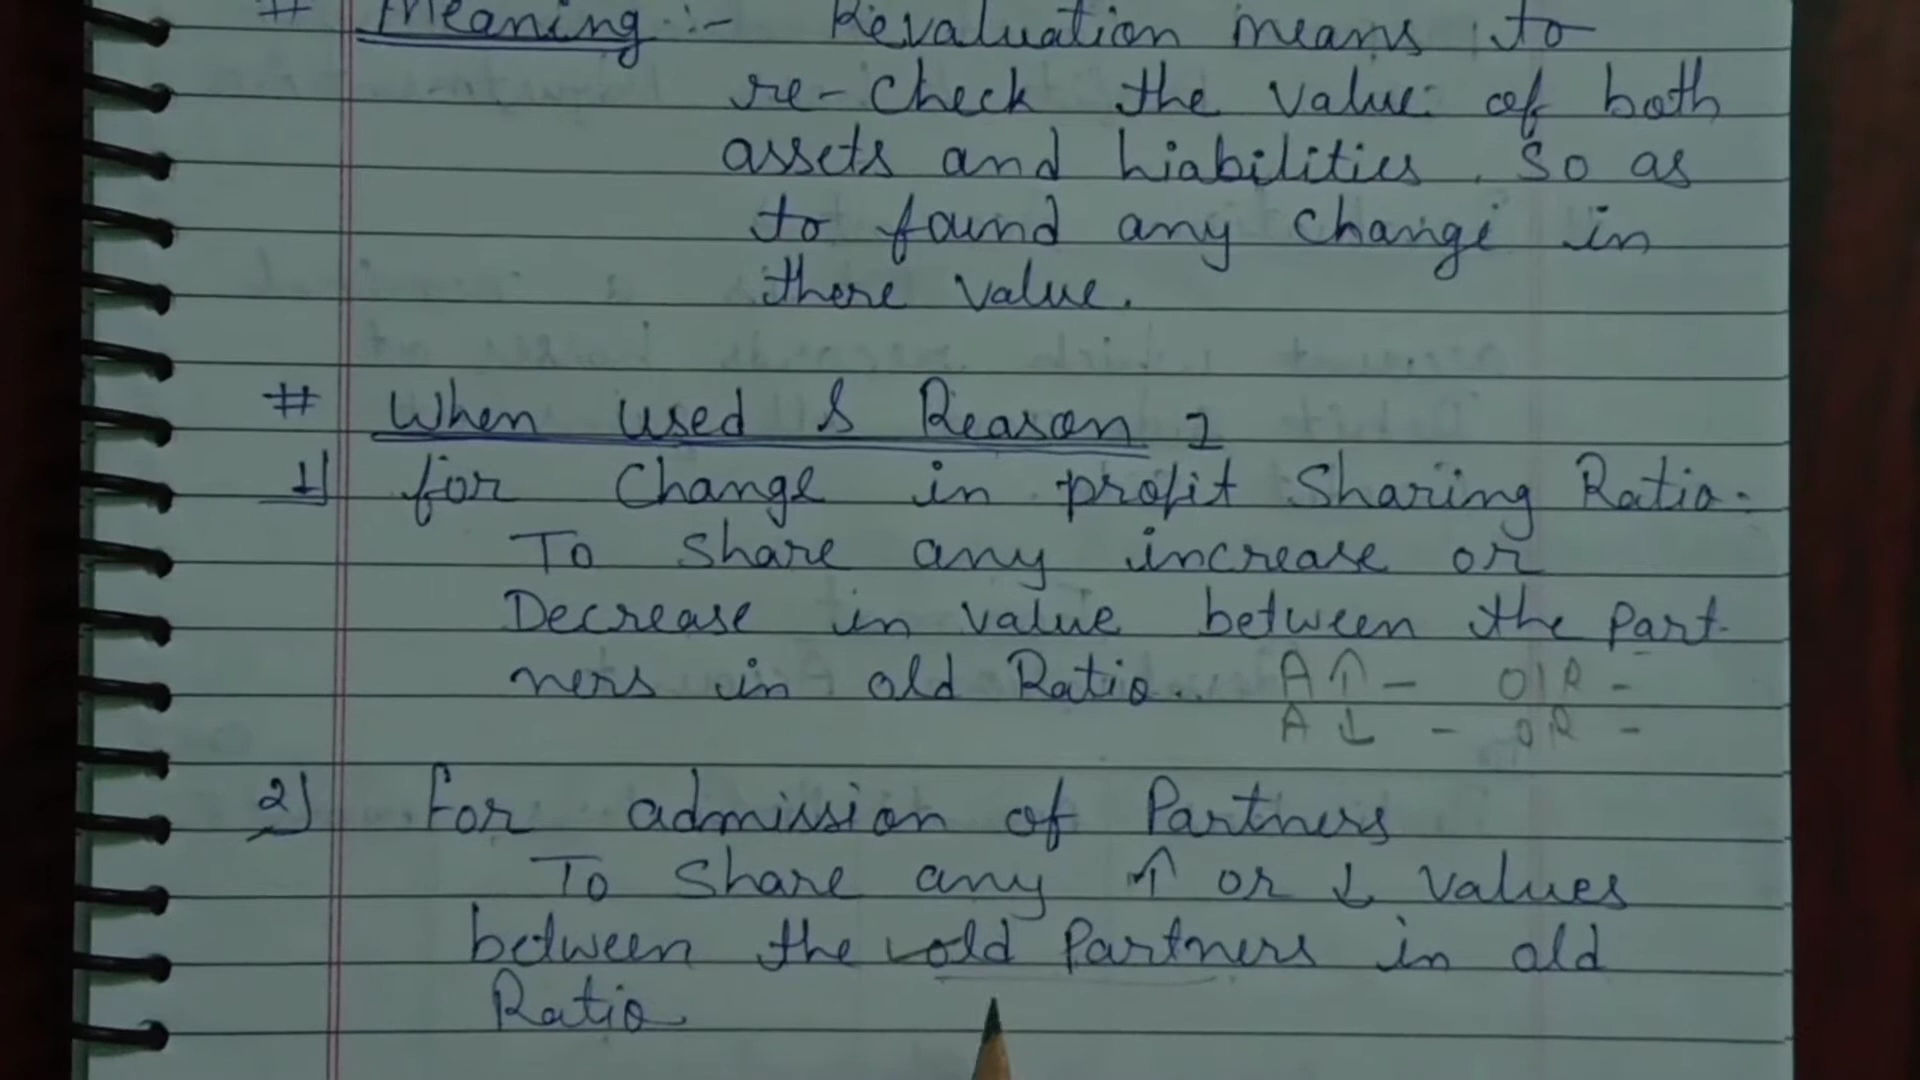 # Meaning :- Revaluation means to
re-check the value of both
assets and Liabilities. So as
to found any change in
there value.
# When used & Reason
1) for Change in profit Sharing Ratio.
To share any increase or
Decrease in value between the Part-
ners in old Ratio. A↑ - OIR -
A↓ - OR -
2) For admission of Partners
To Share any ↑ or ↓ values
between the old Partners in old
Ratio